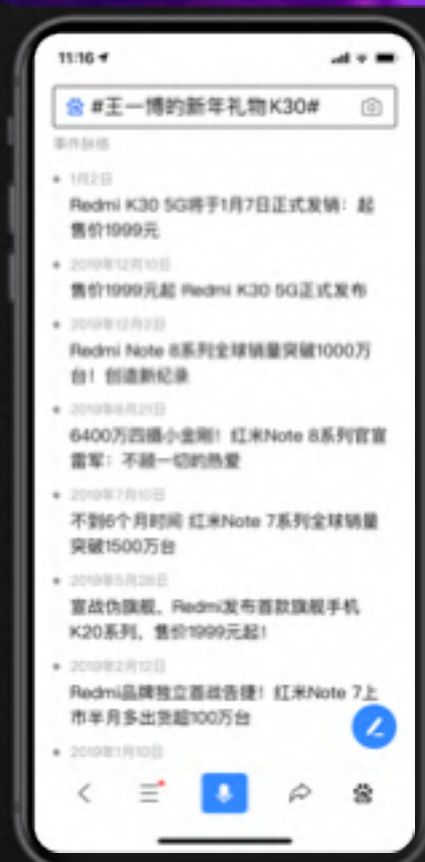 11:16
#王一博的新年礼物K30#
事件脉络
1月2日
Redmi K30 5G将于1月7日正式发销：起
售价1999元
2019年12月10日
售价1999元起 Redmi K30 5G正式发布
2019年12月3日
Redmi Note 8系列全球销量突破1000万
台！创造新纪录
2019年8月21日
6400万四摄小金刚！红米Note 8系列官宣
雷军：不顾一切的热爱
2019年7月10日
不到6个月时间 红米Note 7系列全球销量
突破1500万台
2019年5月28日
宣战伪旗舰，Redmi发布首款旗舰手机
K20系列，售价1999元起！
2019年2月12日
Redmi品牌独立首战告捷！红米Note 7上
市半月多出货超100万台
2019年1月10日